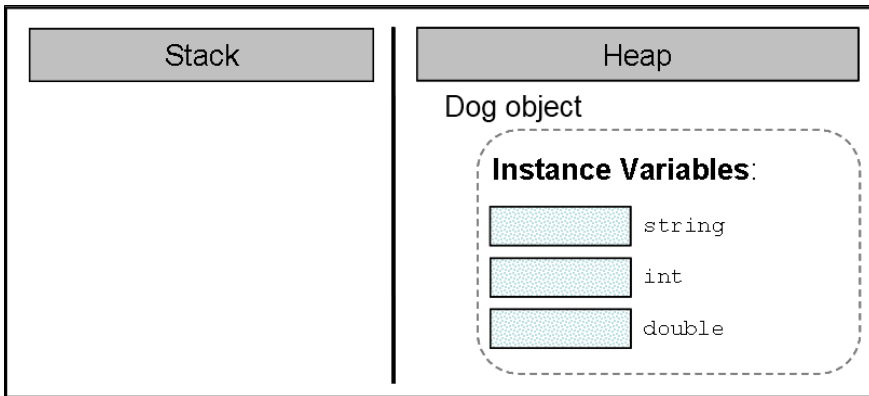 Stack
Heap
Dog object
Instance Variables:
string
int
double